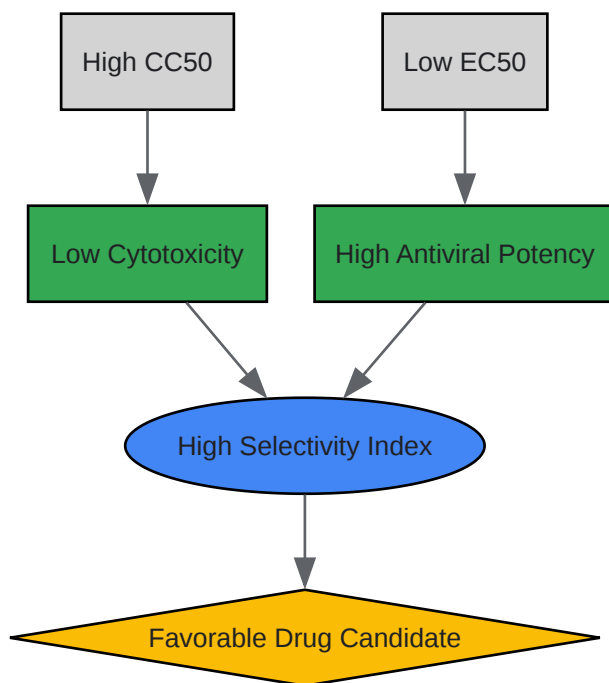 High CC50
Low EC50
Low Cytotoxicity
High Antiviral Potency
High Selectivity Index
Favorable Drug Candidate